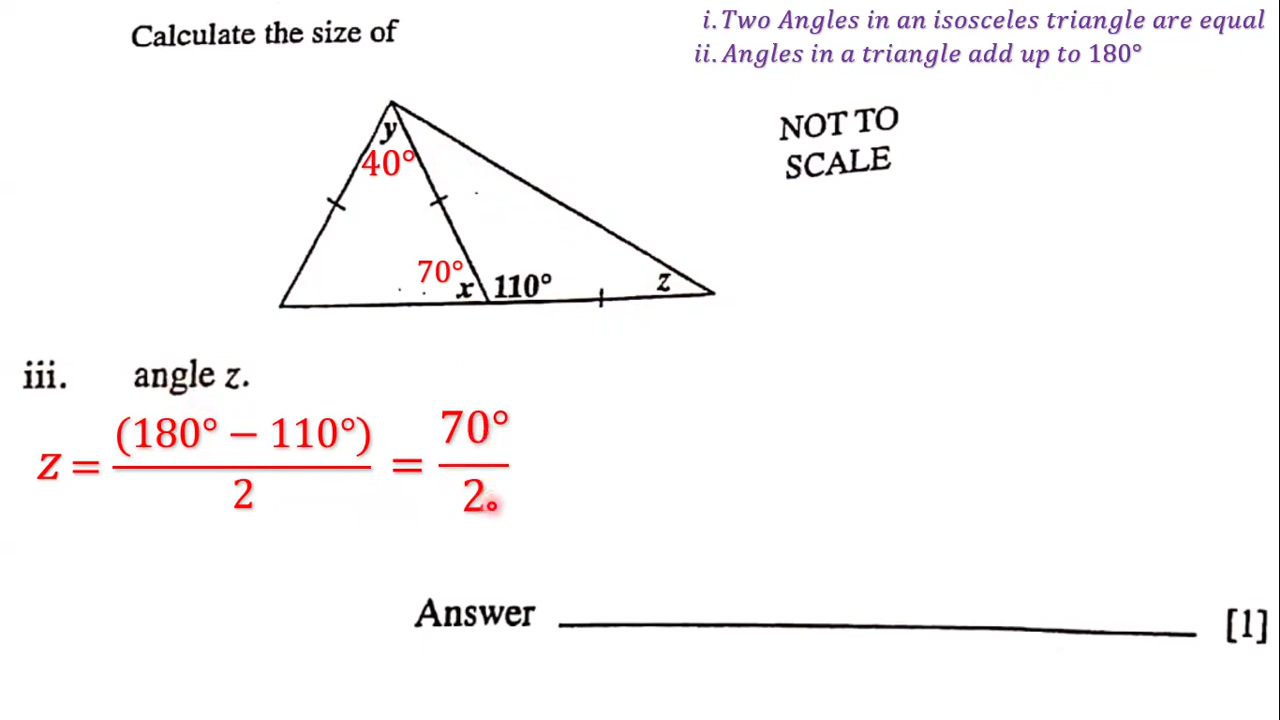 Calculate the size of
i. Two Angles in an isosceles triangle are equal
ii. Angles in a triangle add up to 180°
NOT TO
SCALE
y
40°
70°
x 110°
z
iii. angle z.
z = (180° − 110°)/2 = 70°/2
Answer [1]